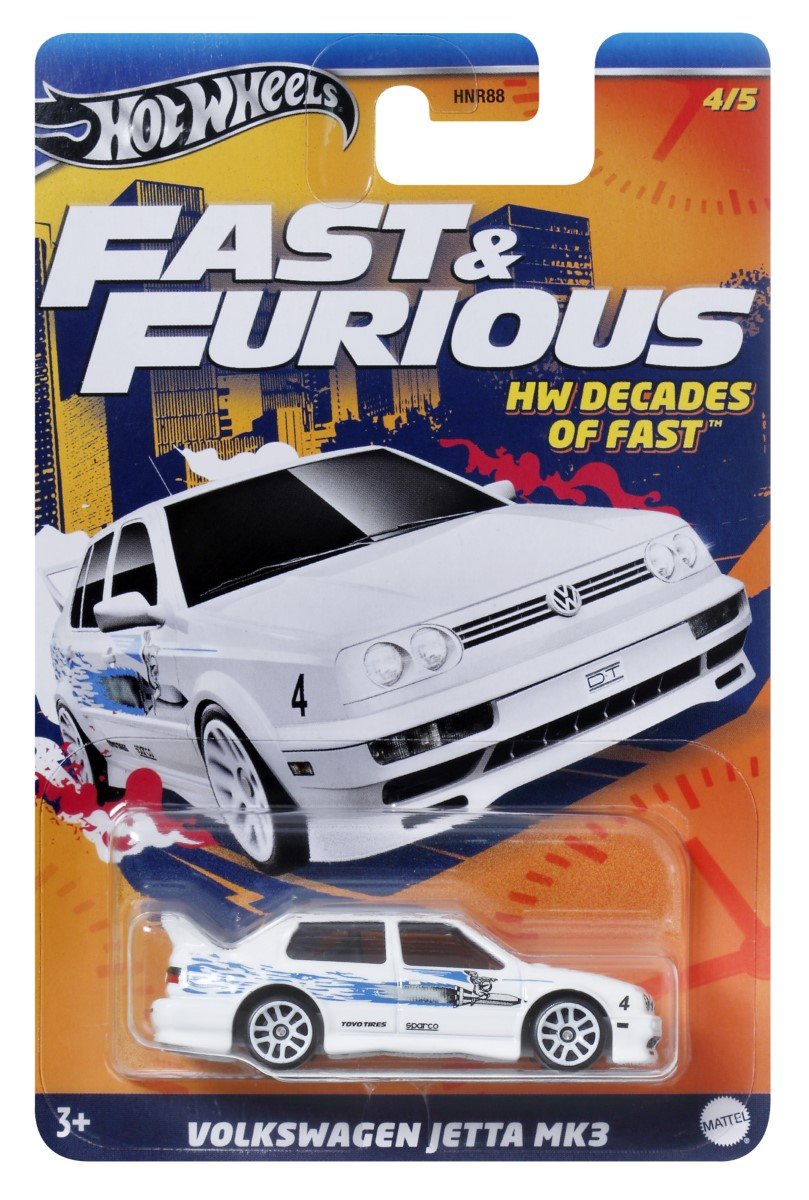 HOT WHEELS
HNR88
4/5
FAST &
FURIOUS
HW DECADES
OF FAST™
4
DT
sparco
TOYO TIRES
sparco
4
3+
VOLKSWAGEN JETTA MK3
MATTEL